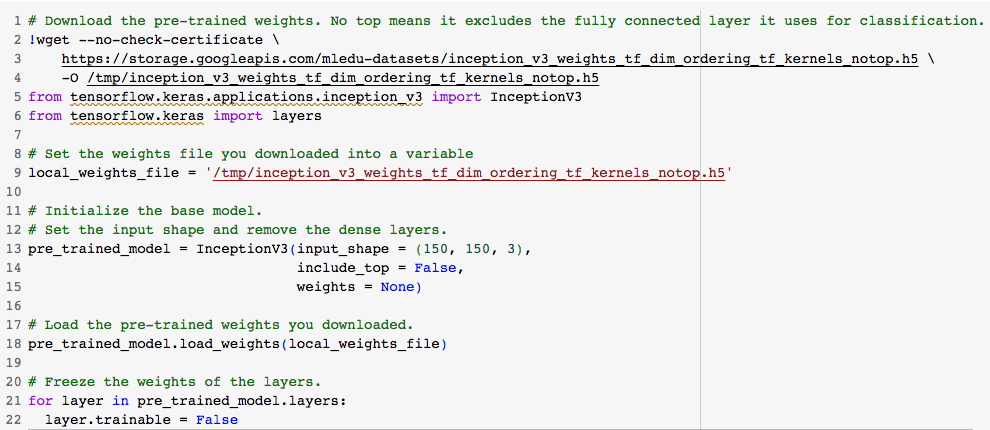 1 # Download the pre-trained weights. No top means it excludes the fully connected layer it uses for classification.
2 !wget --no-check-certificate \
3     https://storage.googleapis.com/mledu-datasets/inception_v3_weights_tf_dim_ordering_tf_kernels_notop.h5 \
4     -O /tmp/inception_v3_weights_tf_dim_ordering_tf_kernels_notop.h5
5 from tensorflow.keras.applications.inception_v3 import InceptionV3
6 from tensorflow.keras import layers
7
8 # Set the weights file you downloaded into a variable
9 local_weights_file = '/tmp/inception_v3_weights_tf_dim_ordering_tf_kernels_notop.h5'
10
11 # Initialize the base model.
12 # Set the input shape and remove the dense layers.
13 pre_trained_model = InceptionV3(input_shape = (150, 150, 3),
14                                 include_top = False,
15                                 weights = None)
16
17 # Load the pre-trained weights you downloaded.
18 pre_trained_model.load_weights(local_weights_file)
19
20 # Freeze the weights of the layers.
21 for layer in pre_trained_model.layers:
22   layer.trainable = False